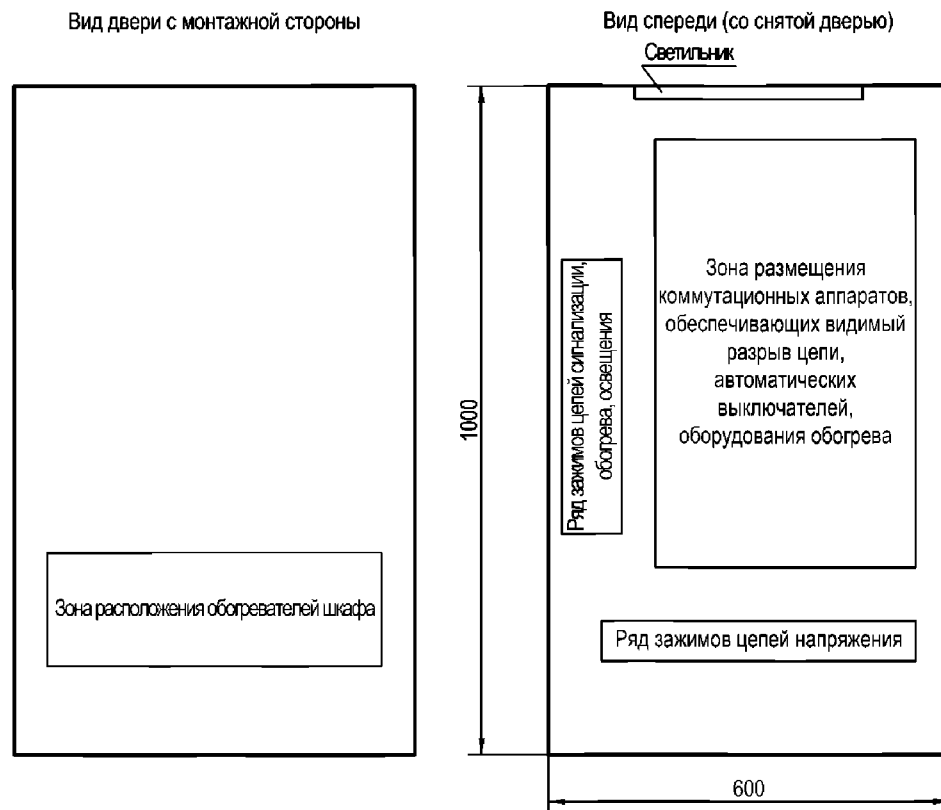 Вид двери с монтажной стороны
Вид спереди (со снятой дверью)
Светильник
Зона размещения
коммутационных аппаратов,
обеспечивающих видимый
разрыв цепи,
автоматических
выключателей,
оборудования обогрева
Ряд зажимов цепей сигнализации,
обогрева, освещения
1000
Зона расположения обогревателей шкафа
Ряд зажимов цепей напряжения
600